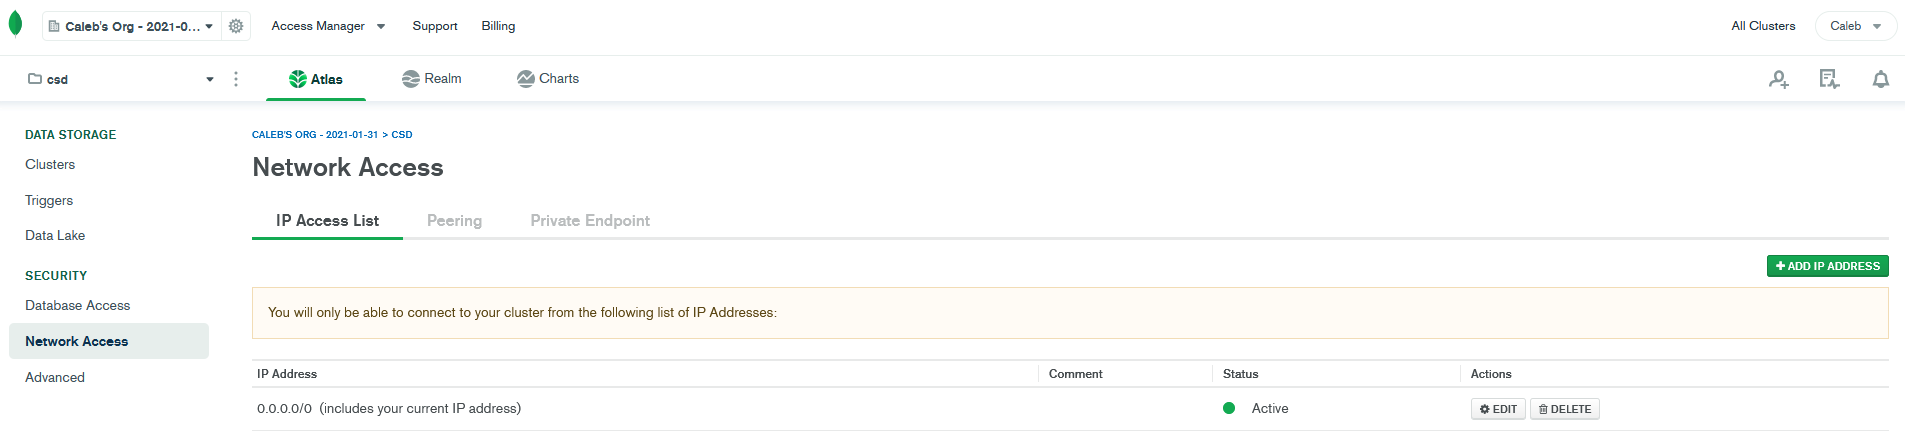 Caleb's Org - 2021-0... Access Manager Support Billing All Clusters Caleb
csd Atlas Realm Charts
DATA STORAGE
Clusters
Triggers
Data Lake
SECURITY
Database Access
Network Access
Advanced
CALEB'S ORG - 2021-01-31 > CSD
Network Access
IP Access List Peering Private Endpoint
+ ADD IP ADDRESS
You will only be able to connect to your cluster from the following list of IP Addresses:
IP Address Comment Status Actions
0.0.0.0/0 (includes your current IP address) Active EDIT DELETE